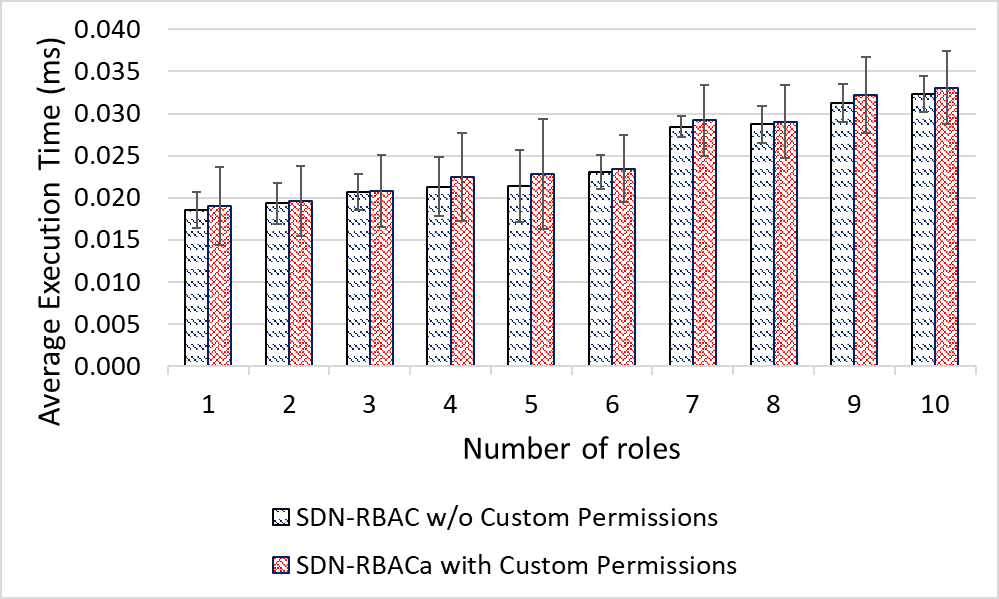 0.040
0.035
0.030
0.025
0.020
0.015
0.010
0.005
0.000
Average Execution Time (ms)
1 2 3 4 5 6 7 8 9 10
Number of roles
SDN-RBAC w/o Custom Permissions
SDN-RBACa with Custom Permissions